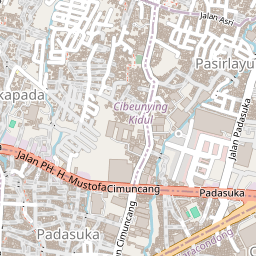 Jalan Asri
Pasirlayu
Cibeunying
Kidul
kapada
Jalan Padasuka
Jalan PH. H. Mustofa
Cimuncang
Padasuka
Padasuka
Jalan Cimuncang